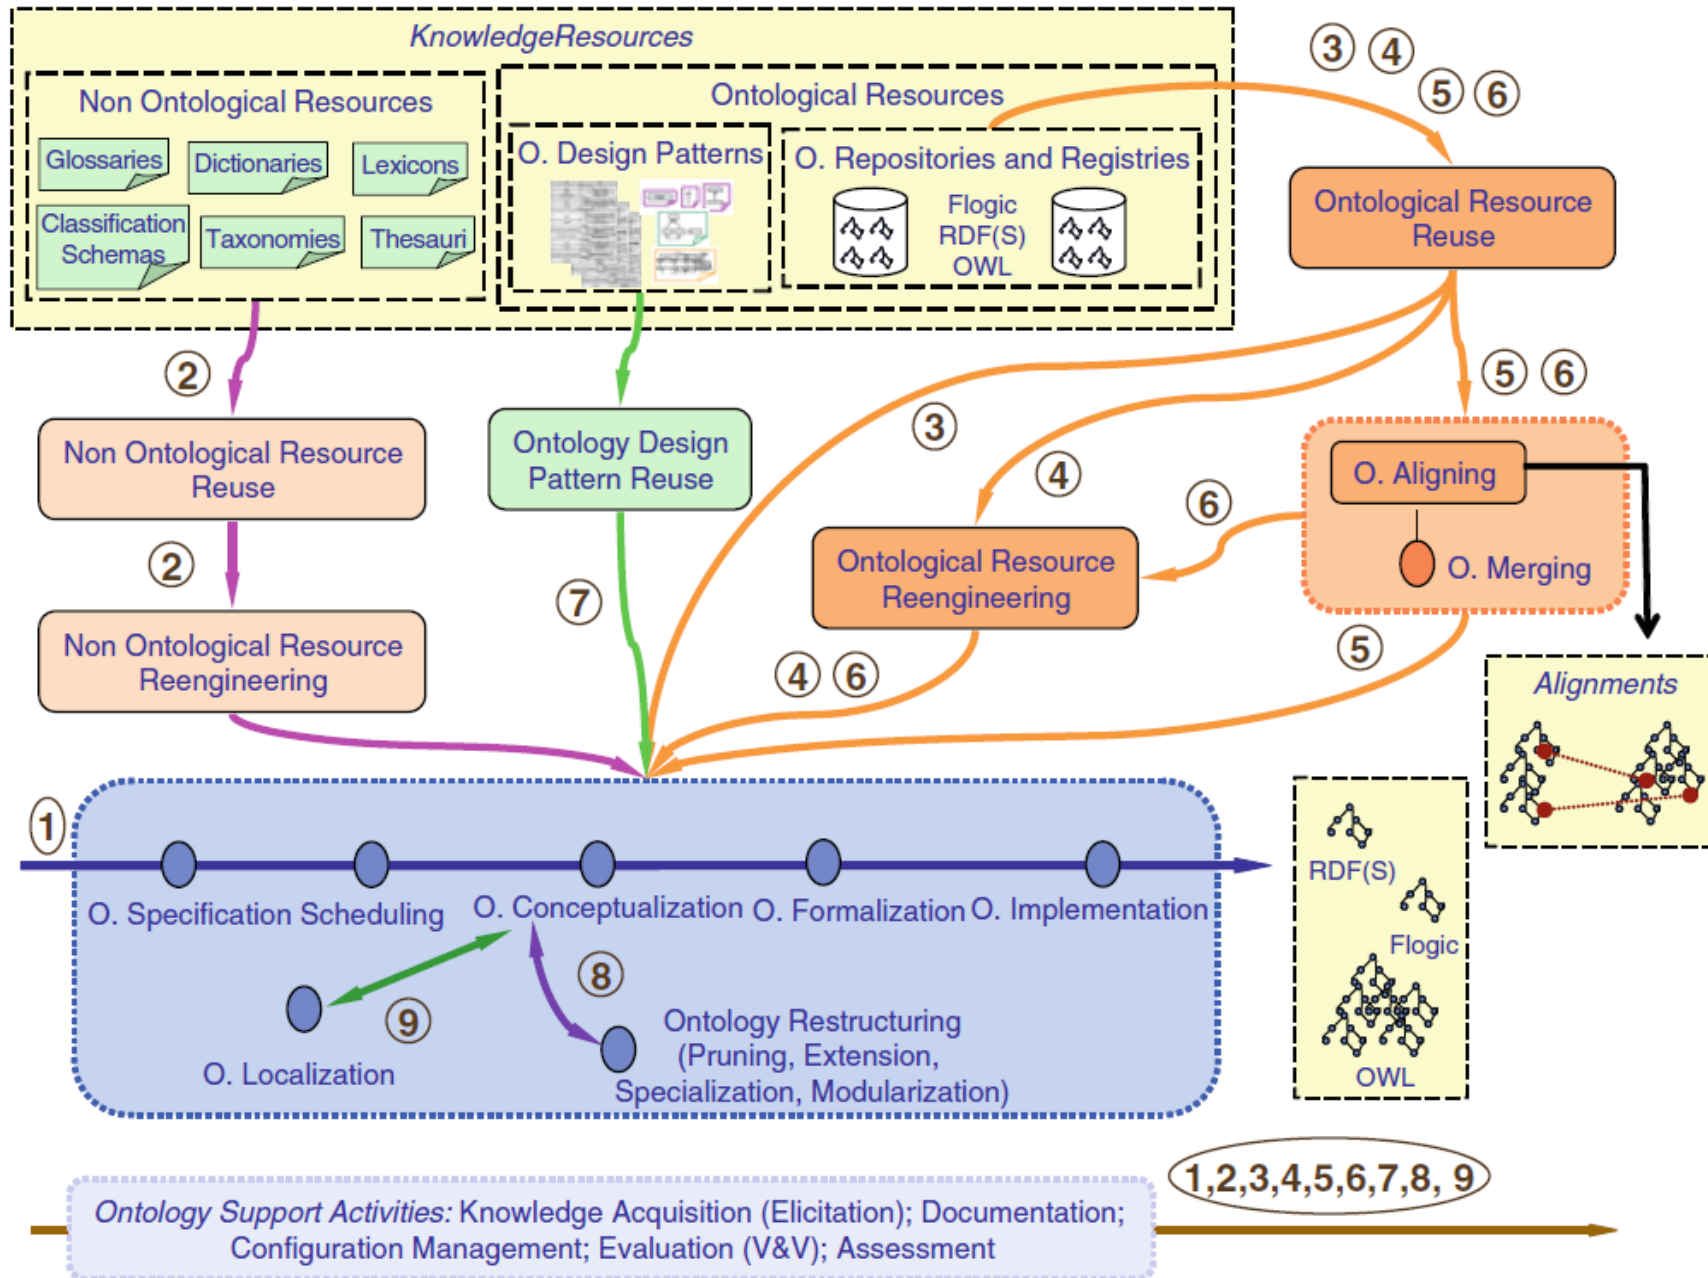 KnowledgeResources
Non Ontological Resources
Glossaries
Dictionaries
Lexicons
Classification
Schemas
Taxonomies
Thesauri
Ontological Resources
O. Design Patterns
O. Repositories and Registries
Flogic
RDF(S)
OWL
3 4
5 6
Ontological Resource
Reuse
2
Non Ontological Resource
Reuse
2
Non Ontological Resource
Reengineering
Ontology Design
Pattern Reuse
7
3
4
5 6
O. Aligning
O. Merging
6
Ontological Resource
Reengineering
4 6
5
Alignments
1
O. Specification
Scheduling
O. Conceptualization
O. Formalization
O. Implementation
9
8
O. Localization
Ontology Restructuring
(Pruning, Extension,
Specialization, Modularization)
RDF(S)
Flogic
OWL
1,2,3,4,5,6,7,8, 9
Ontology Support Activities: Knowledge Acquisition (Elicitation); Documentation;
Configuration Management; Evaluation (V&V); Assessment